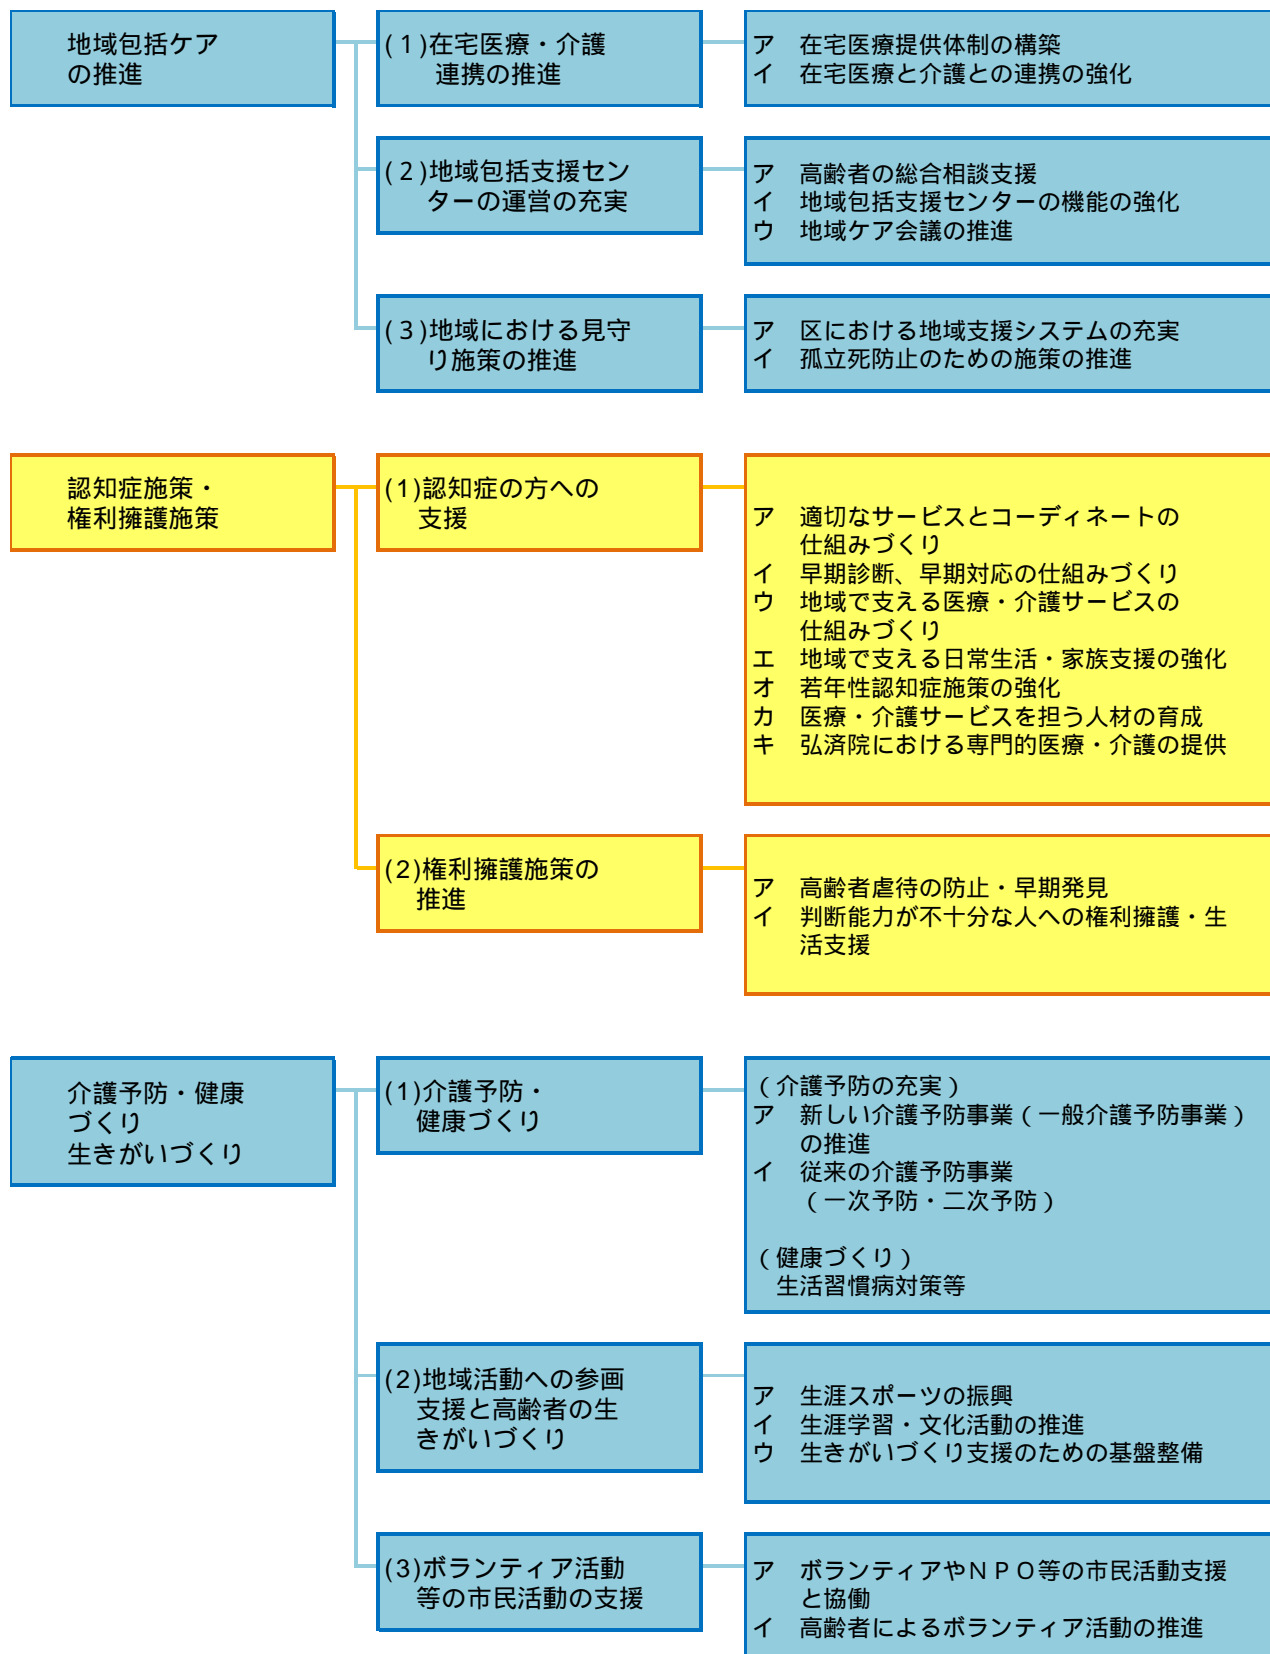 地域包括ケア
の推進
(１)在宅医療・介護
連携の推進
ア　在宅医療提供体制の構築
イ　在宅医療と介護との連携の強化
(２)地域包括支援セン
ターの運営の充実
ア　高齢者の総合相談支援
イ　地域包括支援センターの機能の強化
ウ　地域ケア会議の推進
(３)地域における見守
り施策の推進
ア　区における地域支援システムの充実
イ　孤立死防止のための施策の推進
認知症施策・
権利擁護施策
(1)認知症の方への
支援
ア　適切なサービスとコーディネートの
仕組みづくり
イ　早期診断、早期対応の仕組みづくり
ウ　地域で支える医療・介護サービスの
仕組みづくり
エ　地域で支える日常生活・家族支援の強化
オ　若年性認知症施策の強化
カ　医療・介護サービスを担う人材の育成
キ　弘済院における専門的医療・介護の提供
(2)権利擁護施策の
推進
ア　高齢者虐待の防止・早期発見
イ　判断能力が不十分な人への権利擁護・生
活支援
介護予防・健康
づくり
生きがいづくり
(1)介護予防・
健康づくり
（介護予防の充実）
ア　新しい介護予防事業（一般介護予防事業）
の推進
イ　従来の介護予防事業
（一次予防・二次予防）
（健康づくり）
生活習慣病対策等
(2)地域活動への参画
支援と高齢者の生
きがいづくり
ア　生涯スポーツの振興
イ　生涯学習・文化活動の推進
ウ　生きがいづくり支援のための基盤整備
(3)ボランティア活動
等の市民活動の支援
ア　ボランティアやＮＰＯ等の市民活動支援
と協働
イ　高齢者によるボランティア活動の推進